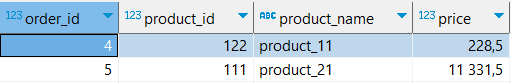 123 order_id 123 product_id ABC product_name 123 price
4 122 product_11 228,5
5 111 product_21 11 331,5